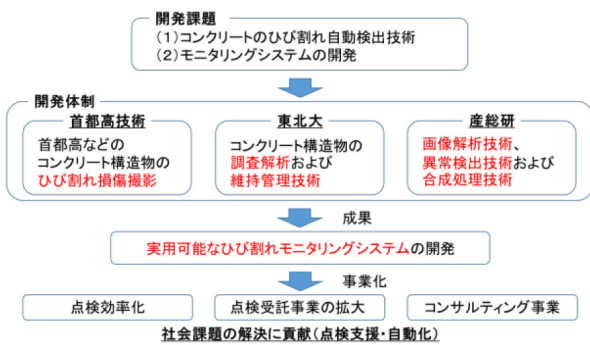 開発課題
（１）コンクリートのひび割れ自動検出技術
（２）モニタリングシステムの開発
開発体制
首都高技術
首都高などの
コンクリート構造物の
ひび割れ損傷撮影
東北大
コンクリート構造物の
調査解析および
維持管理技術
産総研
画像解析技術、
異常検出技術および
合成処理技術
成果
実用可能なひび割れモニタリングシステムの開発
事業化
点検効率化
点検受託事業の拡大
コンサルティング事業
社会課題の解決に貢献（点検支援・自動化）